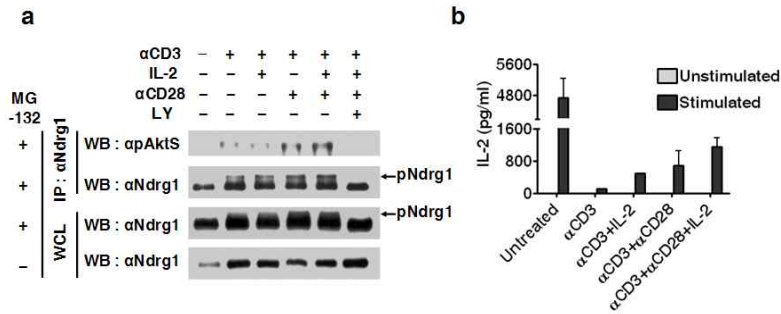 a
αCD3 – + + + + +
IL-2 – – + – + +
αCD28 – – – + + +
LY – – – – – +
MG
-132
IP : αNdrg1
+ WB : αpAktS
+ WB : αNdrg1 pNdrg1
WCL
+ WB : αNdrg1 pNdrg1
– WB : αNdrg1
b
IL-2 (pg/ml)
5600
4800
1600
800
0
Unstimulated
Stimulated
Untreated
αCD3
αCD3+IL-2
αCD3+αCD28
αCD3+αCD28+IL-2